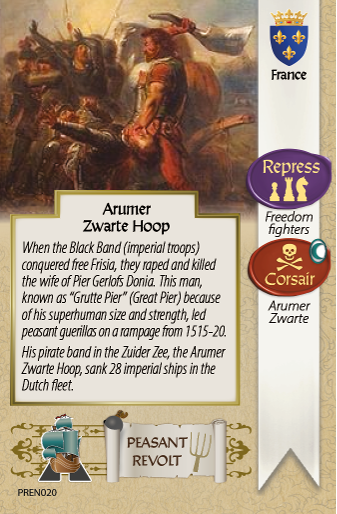 France
Repress
Freedom
fighters
Corsair
Arumer
Zwarte
Arumer
Zwarte Hoop
When the Black Band (imperial troops)
conquered free Frisia, they raped and killed
the wife of Pier Gerlofs Donia. This man,
known as “Grutte Pier” (Great Pier) because
of his superhuman size and strength, led
peasant guerillas on a rampage from 1515-20.
His pirate band in the Zuider Zee, the Arumer
Zwarte Hoop, sank 28 imperial ships in the
Dutch fleet.
PEASANT
REVOLT
PREN020